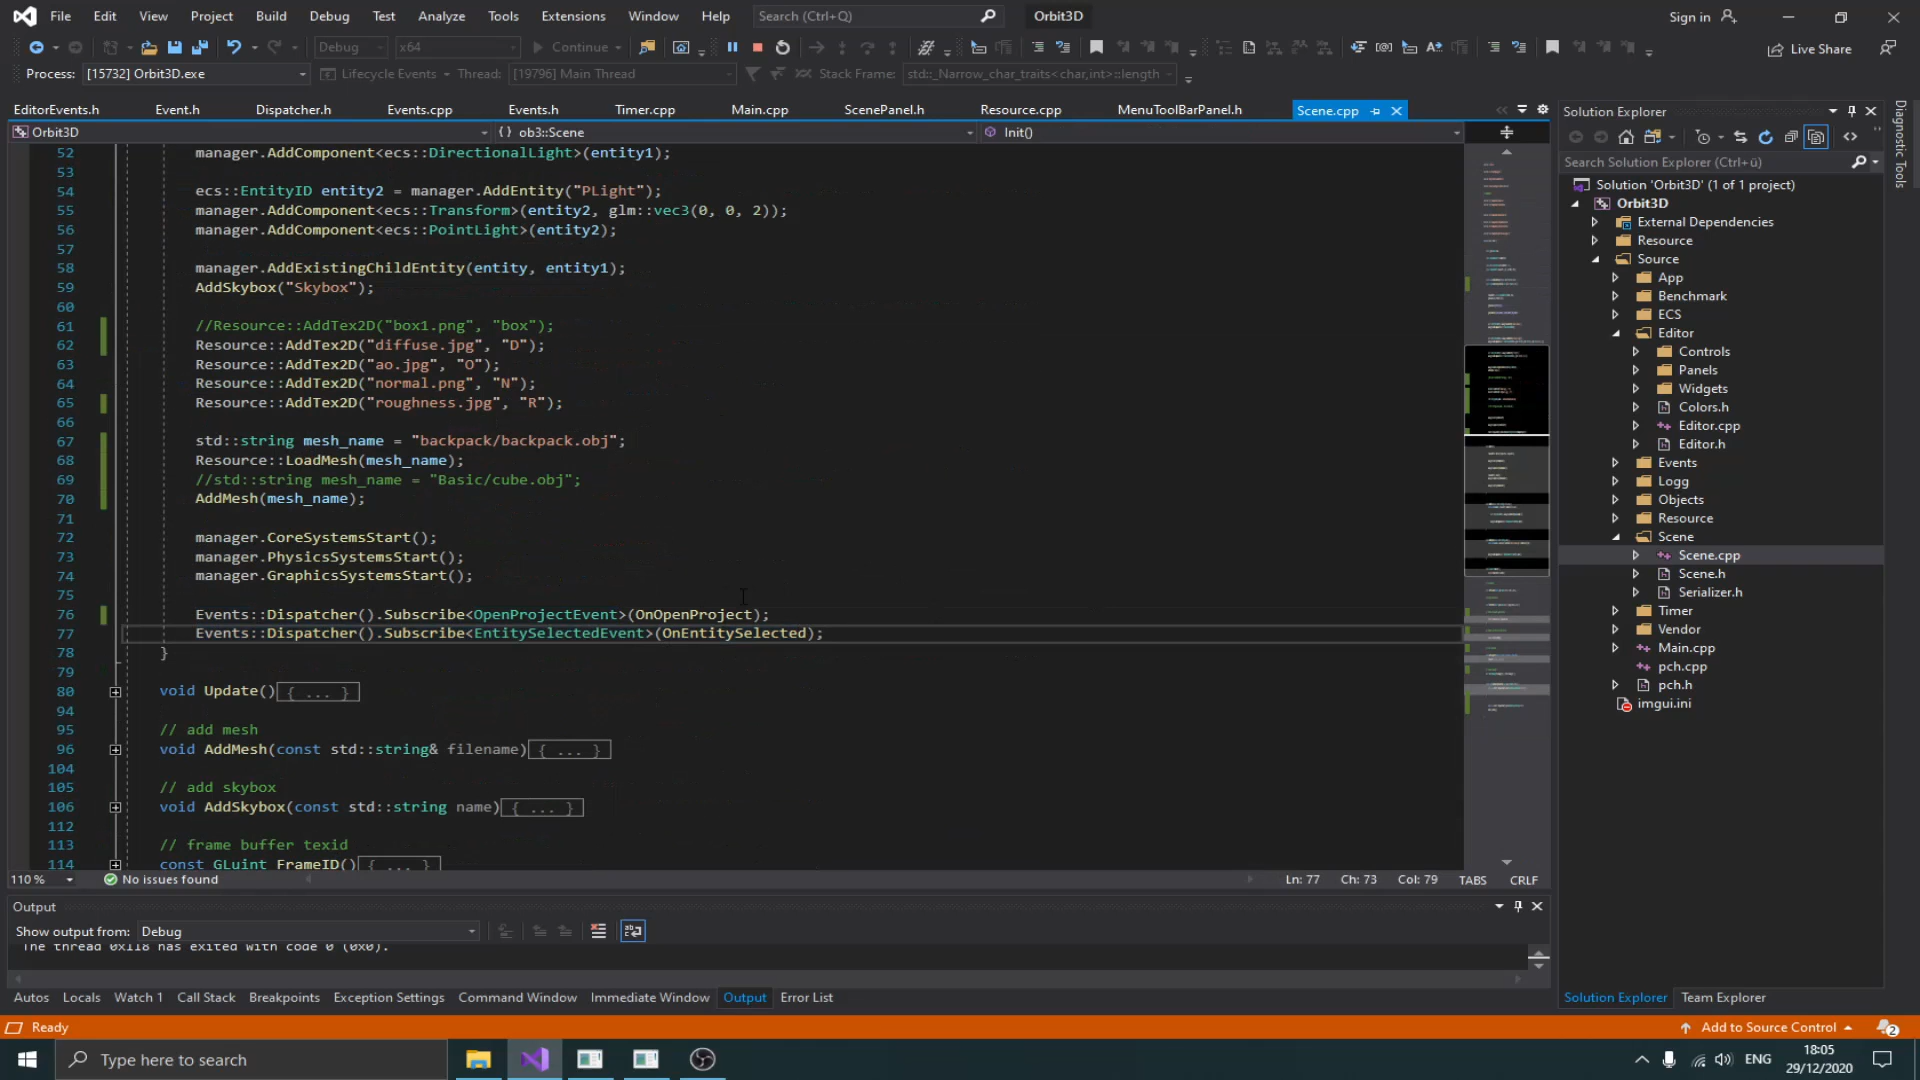 File Edit View Project Build Debug Test Analyze Tools Extensions Window Help Search (Ctrl+Q) Orbit3D Sign in
Debug x64 Continue Live Share
Process: [15732] Orbit3D.exe Lifecycle Events Thread: [19796] Main Thread Stack Frame: std::_Narrow_char_traits<char,int>::length
EditorEvents.h Event.h Dispatcher.h Events.cpp Events.h Timer.cpp Main.cpp ScenePanel.h Resource.cpp MenuToolBarPanel.h Scene.cpp
Orbit3D {} ob3::Scene Init()
52 manager.AddComponent<ecs::DirectionalLight>(entity1);
53
54 ecs::EntityID entity2 = manager.AddEntity("PLight");
55 manager.AddComponent<ecs::Transform>(entity2, glm::vec3(0, 0, 2));
56 manager.AddComponent<ecs::PointLight>(entity2);
57
58 manager.AddExistingChildEntity(entity, entity1);
59 AddSkybox("Skybox");
60
61 //Resource::AddTex2D("box1.png", "box");
62 Resource::AddTex2D("diffuse.jpg", "D");
63 Resource::AddTex2D("ao.jpg", "O");
64 Resource::AddTex2D("normal.png", "N");
65 Resource::AddTex2D("roughness.jpg", "R");
66
67 std::string mesh_name = "backpack/backpack.obj";
68 Resource::LoadMesh(mesh_name);
69 //std::string mesh_name = "Basic/cube.obj";
70 AddMesh(mesh_name);
71
72 manager.CoreSystemsStart();
73 manager.PhysicsSystemsStart();
74 manager.GraphicsSystemsStart();
75
76 Events::Dispatcher().Subscribe<OpenProjectEvent>(OnOpenProject);
77 Events::Dispatcher().Subscribe<EntitySelectedEvent>(OnEntitySelected);
78 }
79
80 void Update(){ ... }
94
95 // add mesh
96 void AddMesh(const std::string& filename){ ... }
104
105 // add skybox
106 void AddSkybox(const std::string name){ ... }
112
113 // frame buffer texid
114 const GLuint FrameID(){ ... }
110 % No issues found Ln: 77 Ch: 73 Col: 79 TABS CRLF
Output
Show output from: Debug
The thread 0x118 has exited with code 0 (0x0).
Autos Locals Watch 1 Call Stack Breakpoints Exception Settings Command Window Immediate Window Output Error List
Solution Explorer
Search Solution Explorer (Ctrl+ü)
Solution 'Orbit3D' (1 of 1 project)
Orbit3D
External Dependencies
Resource
Source
App
Benchmark
ECS
Editor
Controls
Panels
Widgets
Colors.h
Editor.cpp
Editor.h
Events
Logg
Objects
Resource
Scene
Scene.cpp
Scene.h
Serializer.h
Timer
Vendor
Main.cpp
pch.cpp
pch.h
imgui.ini
Solution Explorer Team Explorer
Diagnostic Tools
Ready Add to Source Control 2
Type here to search ENG 18:05
29/12/2020